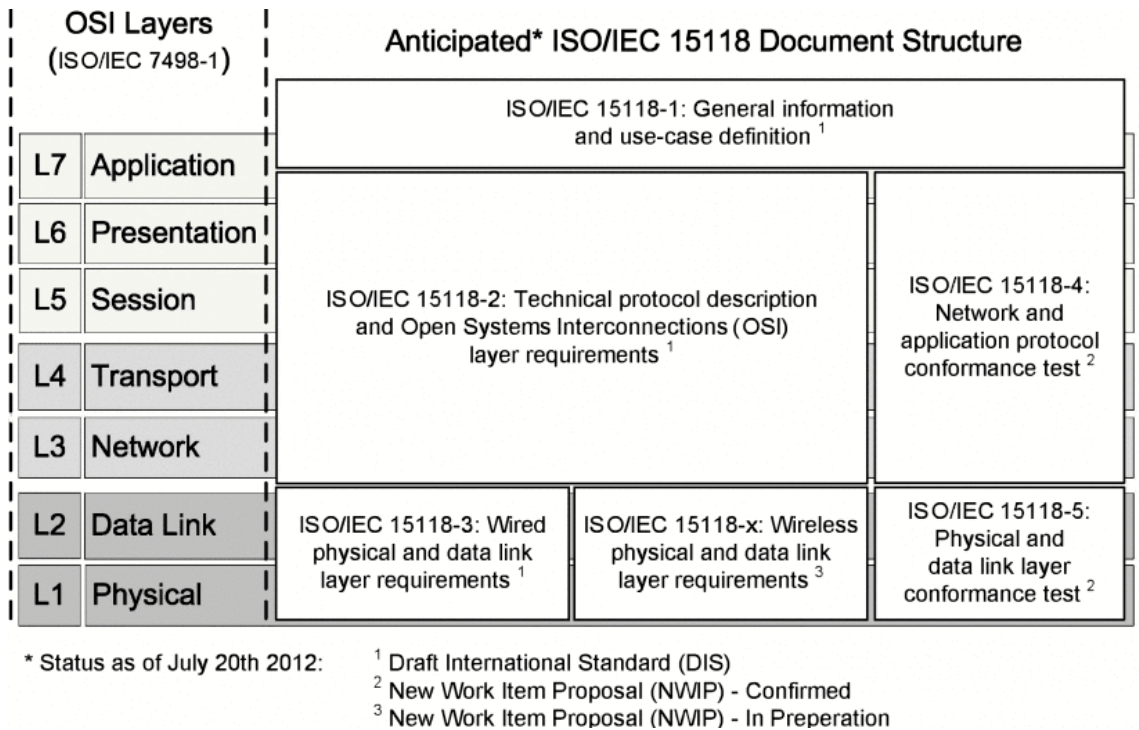 OSI Layers
(ISO/IEC 7498-1)
Anticipated* ISO/IEC 15118 Document Structure
ISO/IEC 15118-1: General information
and use-case definition 1
L7 Application
L6 Presentation
L5 Session
L4 Transport
L3 Network
L2 Data Link
L1 Physical
ISO/IEC 15118-2: Technical protocol description
and Open Systems Interconnections (OSI)
layer requirements 1
ISO/IEC 15118-4:
Network and
application protocol
conformance test 2
ISO/IEC 15118-3: Wired
physical and data link
layer requirements 1
ISO/IEC 15118-x: Wireless
physical and data link
layer requirements 3
ISO/IEC 15118-5:
Physical and
data link layer
conformance test 2
* Status as of July 20th 2012:
1 Draft International Standard (DIS)
2 New Work Item Proposal (NWIP) - Confirmed
3 New Work Item Proposal (NWIP) - In Preperation